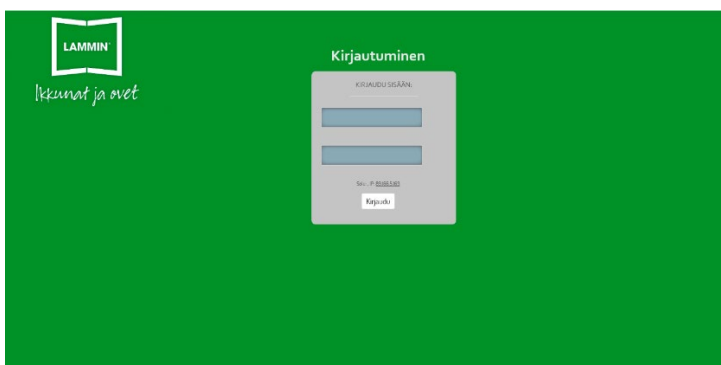 LAMMIN
Ikkunat ja ovet
Kirjautuminen
KIRJAUDU SISÄÄN:
Kirjaudu